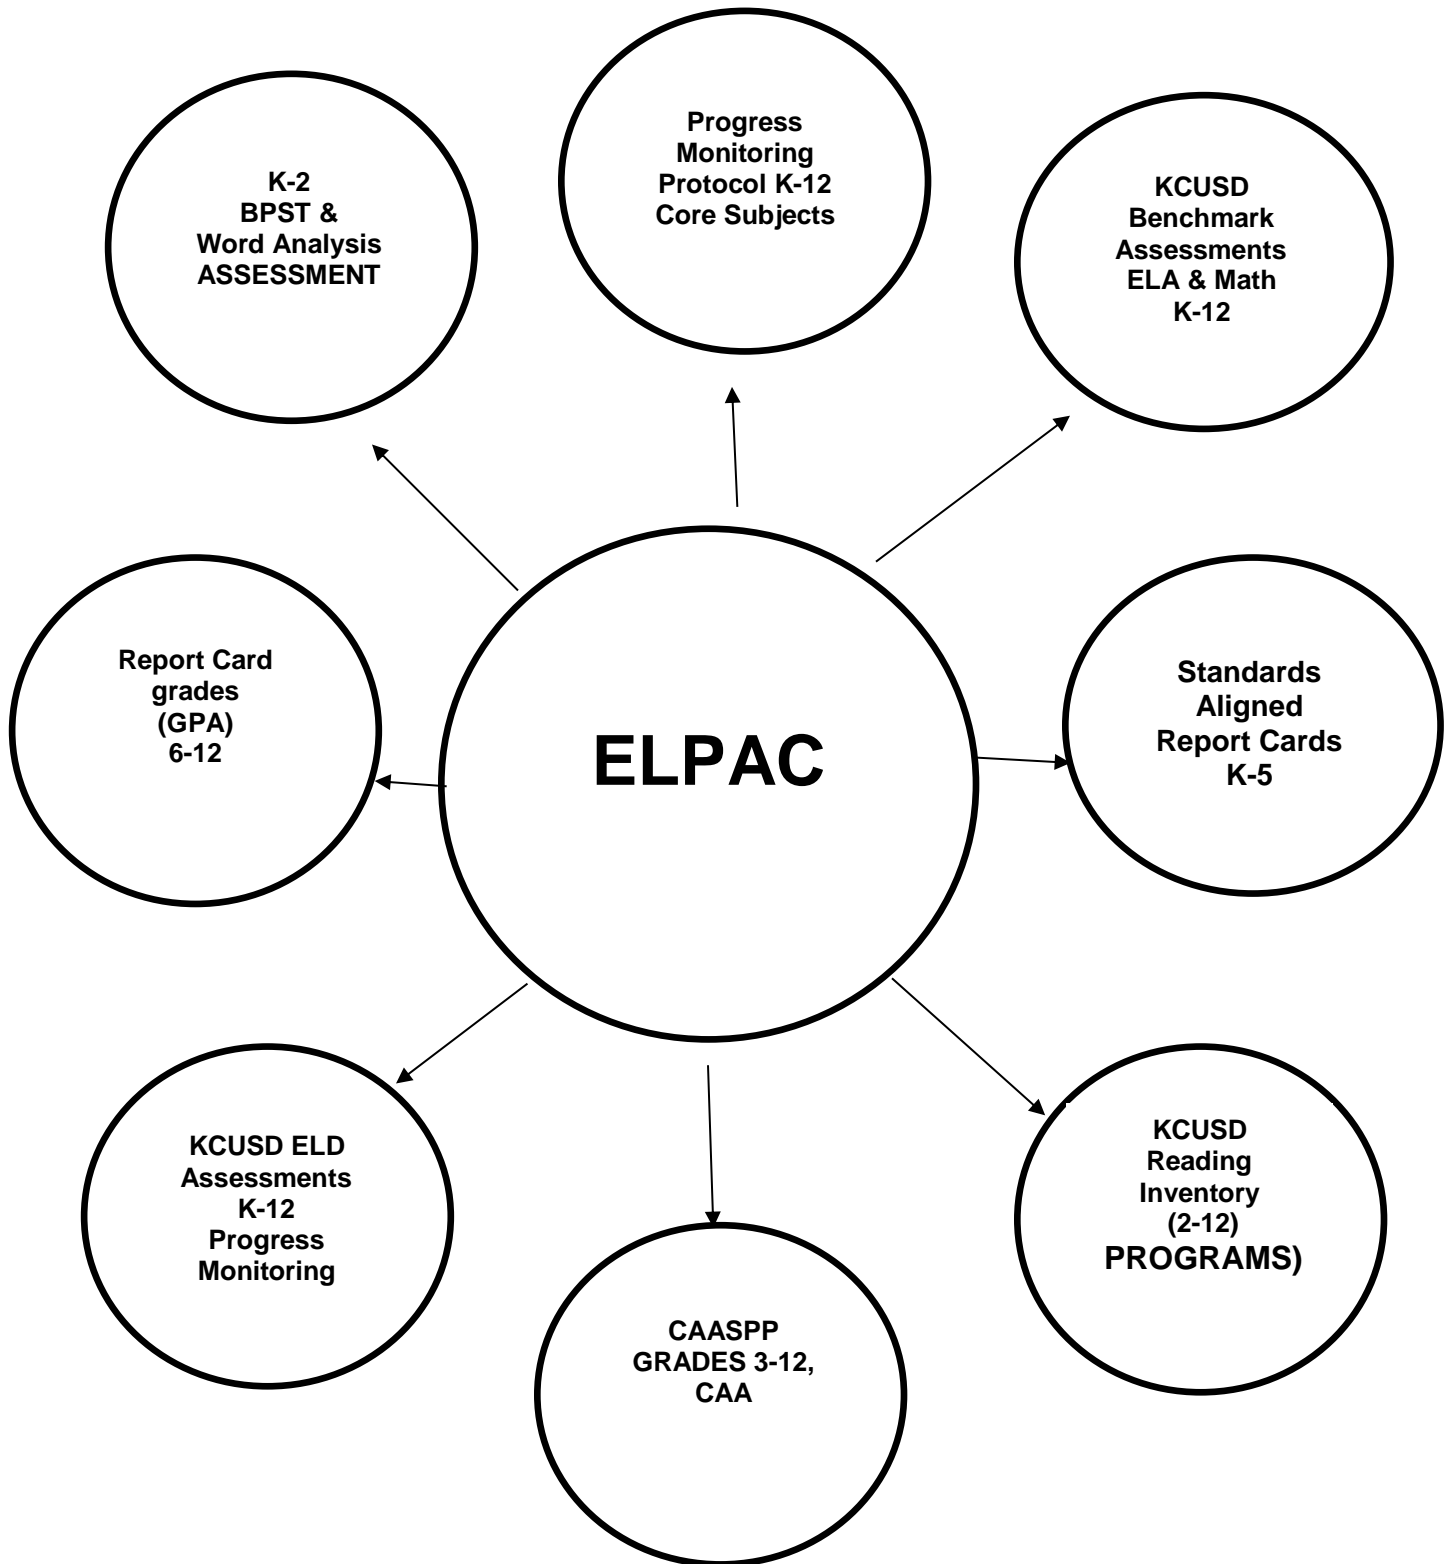 Progress
Monitoring
Protocol K-12
Core Subjects
K-2
BPST &
Word Analysis
ASSESSMENT
KCUSD
Benchmark
Assessments
ELA & Math
K-12
Report Card
grades
(GPA)
6-12
ELPAC
Standards
Aligned
Report Cards
K-5
KCUSD ELD
Assessments
K-12
Progress
Monitoring
KCUSD
Reading
Inventory
(2-12)
PROGRAMS)
CAASPP
GRADES 3-12,
CAA